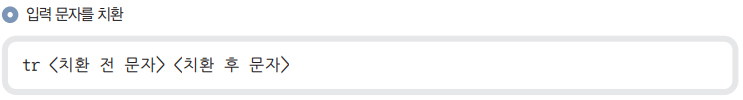 입력 문자를 치환
tr <치환 전 문자> <치환 후 문자>